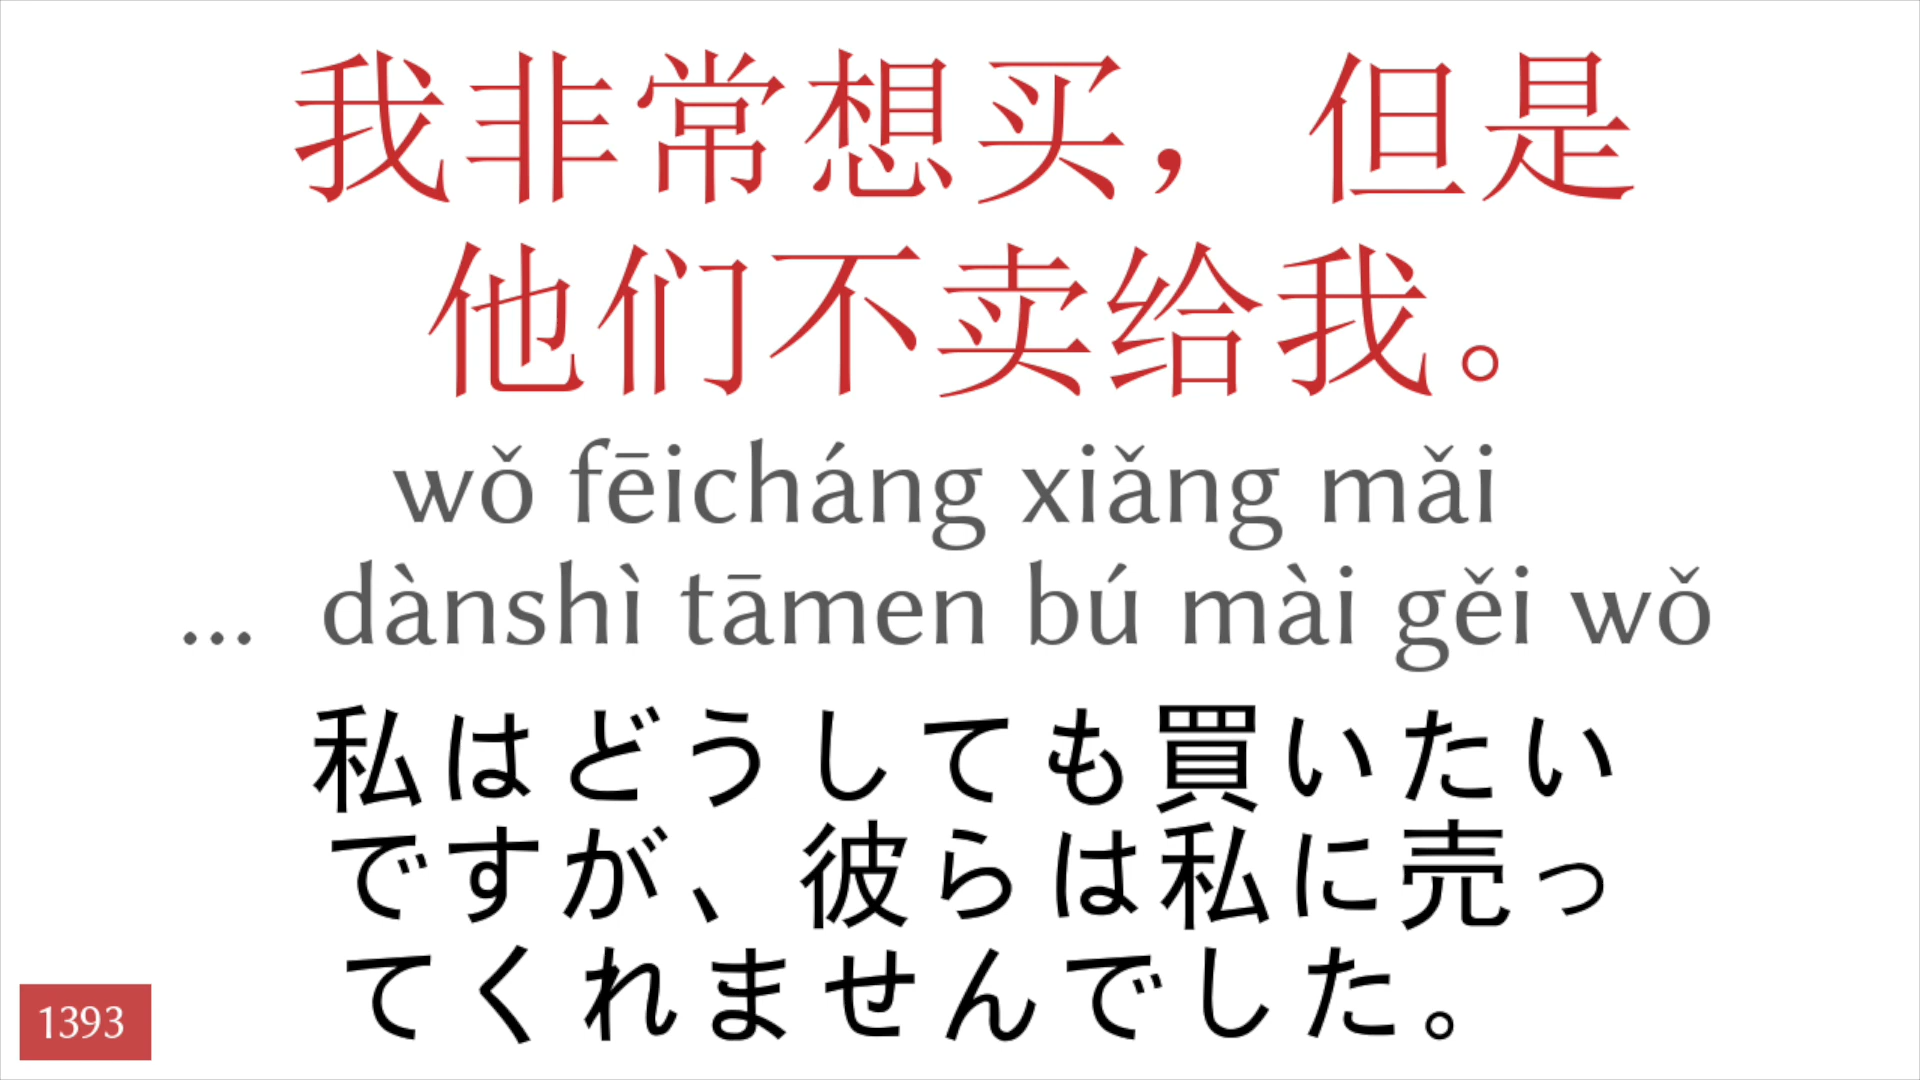 我非常想买，但是
他们不卖给我。
wǒ fēicháng xiǎng mǎi
... dànshì tāmen bú mài gěi wǒ
私はどうしても買いたい
ですが、彼らは私に売っ
てくれませんでした。
1393